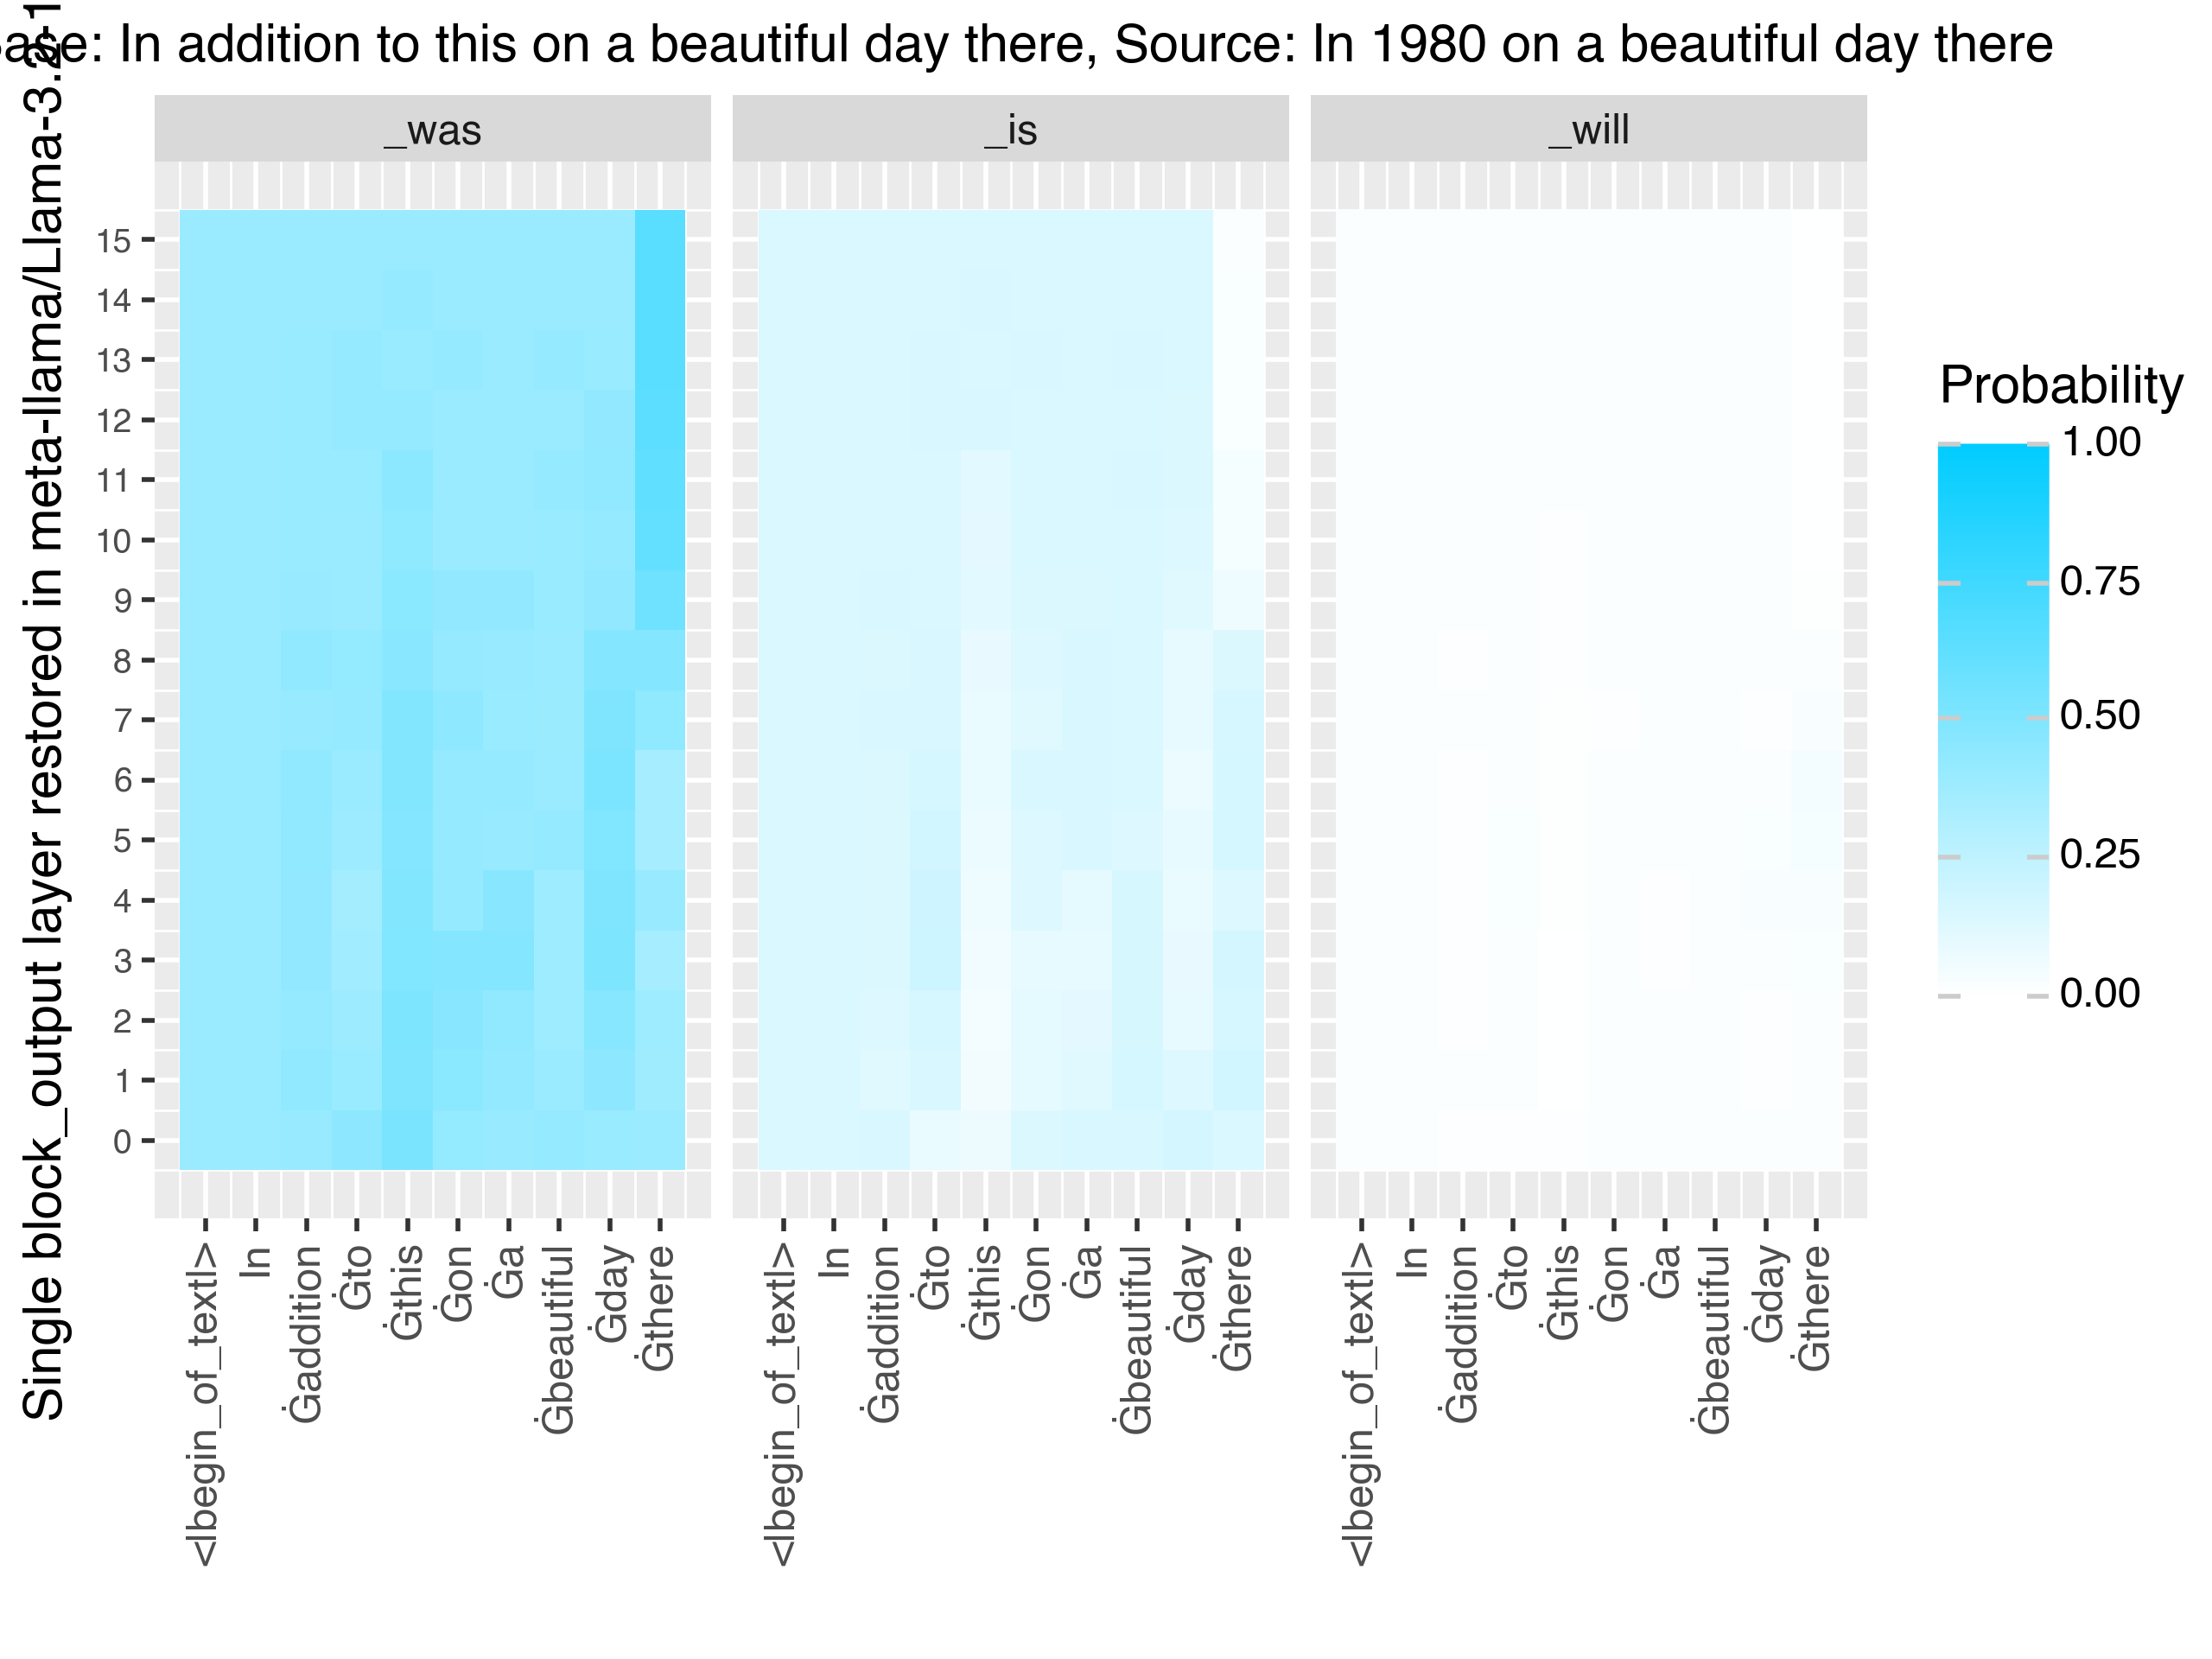 ase: In addition to this on a beautiful day there, Source: In 1980 on a beautiful day there
Single block_output layer restored in meta-llama/Llama-3.2-1
_was
_is
_will
15
14
13
12
11
10
9
8
7
6
5
4
3
2
1
0
<|begin_of_text|>
In
Ġaddition
Ġto
Ġthis
Ġon
Ġa
Ġbeautiful
Ġday
Ġthere
<|begin_of_text|>
In
Ġaddition
Ġto
Ġthis
Ġon
Ġa
Ġbeautiful
Ġday
Ġthere
<|begin_of_text|>
In
Ġaddition
Ġto
Ġthis
Ġon
Ġa
Ġbeautiful
Ġday
Ġthere
Probability
1.00
0.75
0.50
0.25
0.00